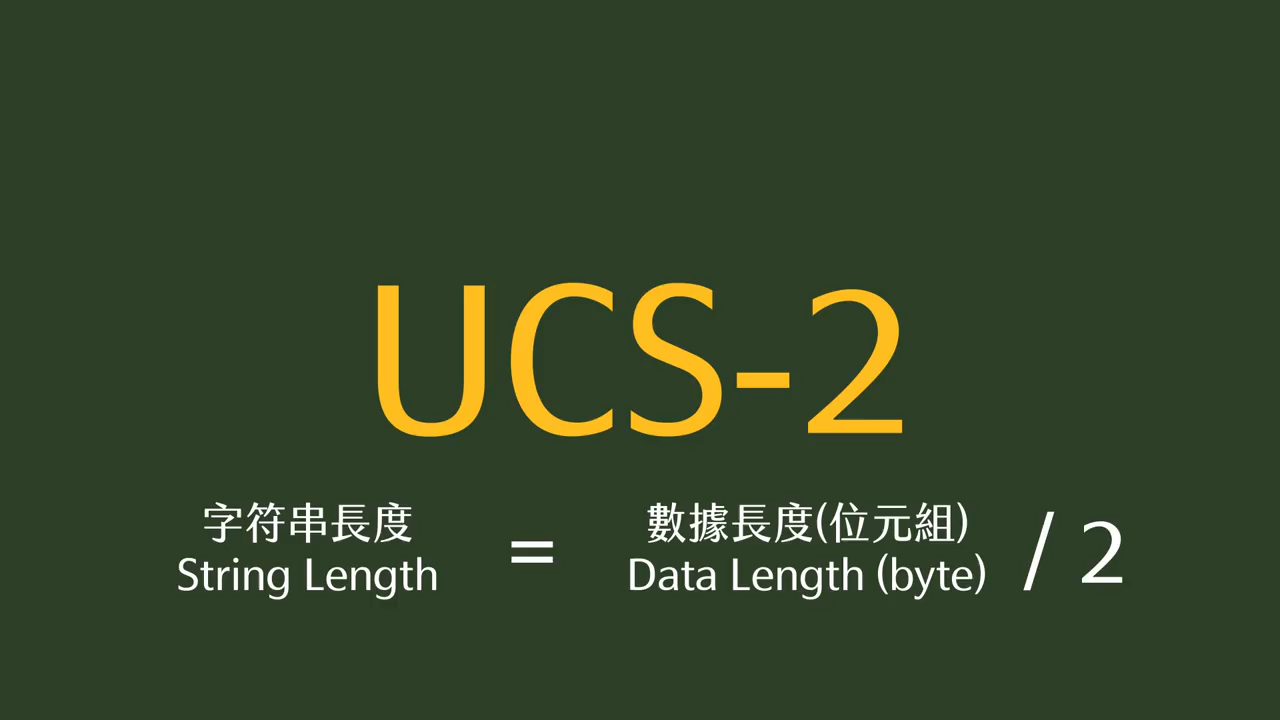 UCS-2
字符串長度 = 數據長度(位元組) / 2
String Length Data Length (byte)